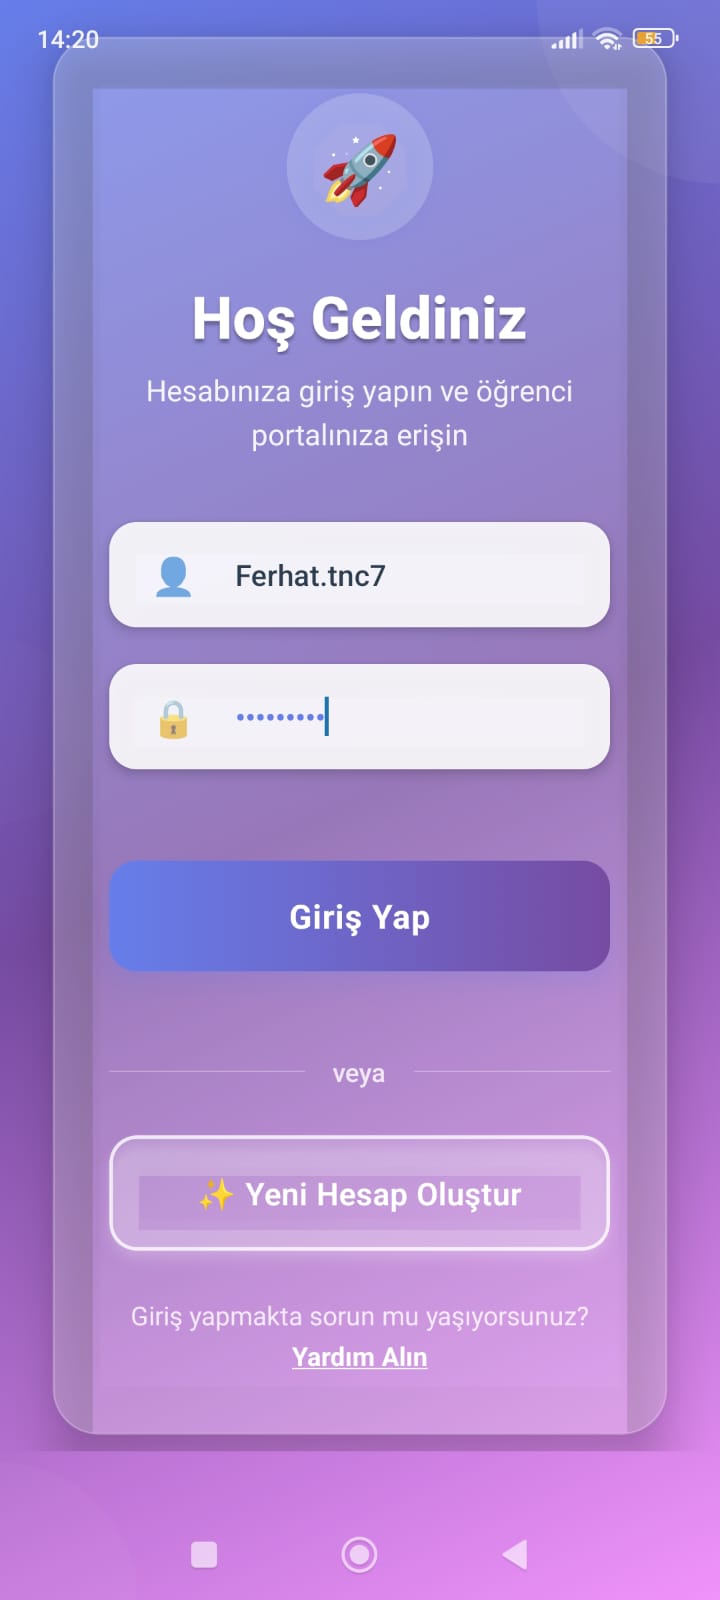 14:20
55
Hoş Geldiniz
Hesabınıza giriş yapın ve öğrenci
portalınıza erişin
Ferhat.tnc7
•••••••••
Giriş Yap
veya
✨ Yeni Hesap Oluştur
Giriş yapmakta sorun mu yaşıyorsunuz?
Yardım Alın